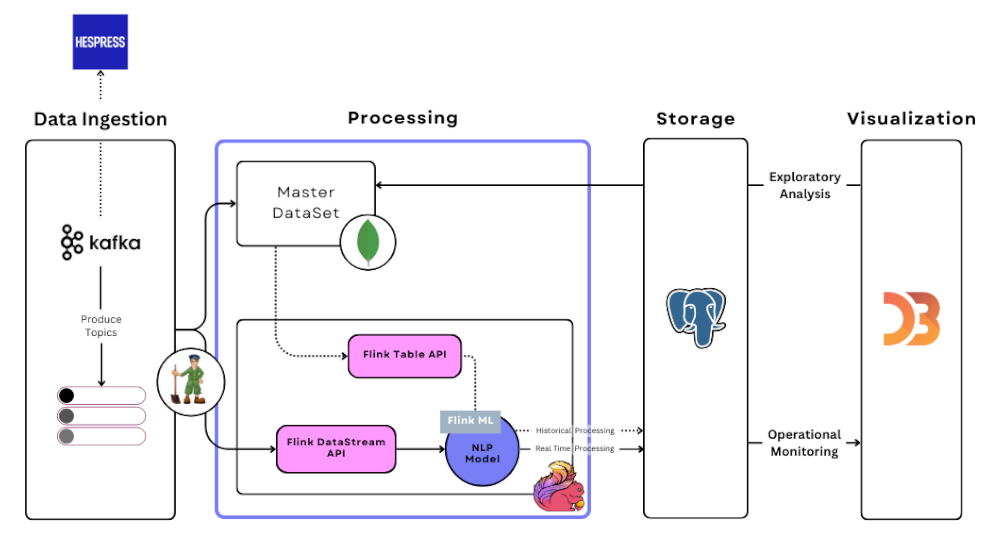 HESPRESS
Data Ingestion
Processing
Storage
Visualization
Master
DataSet
Exploratory
Analysis
kafka
Produce
Topics
Flink Table API
Flink ML
Flink DataStream
API
NLP
Model
Historical Processing
Real Time Processing
Operational
Monitoring
D3